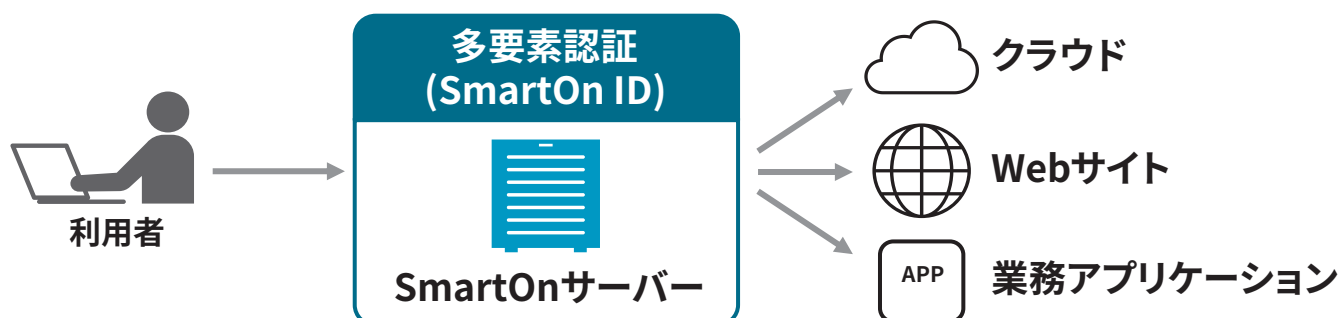 多要素認証
(SmartOn ID)
SmartOnサーバー
利用者
クラウド
Webサイト
APP
業務アプリケーション